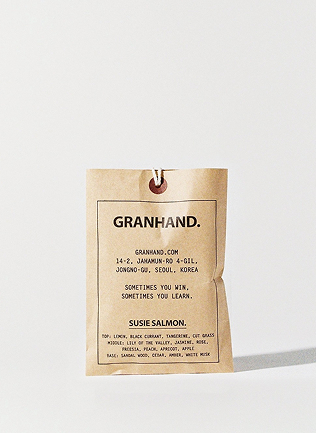 GRANHAND.
GRANHAND.COM
14-2, JAHAMUN-RO 4-GIL,
JONGNO-GU, SEOUL, KOREA
SOMETIMES YOU WIN,
SOMETIMES YOU LEARN.
SUSIE SALMON.
TOP: LEMON, BLACK CURRANT, TANGERINE, CUT GRASS
MIDDLE: LILY OF THE VALLEY, JASMINE, ROSE,
FREESIA, PEACH, APRICOT, APPLE
BASE: SANDAL WOOD, CEDAR, AMBER, WHITE MUSK